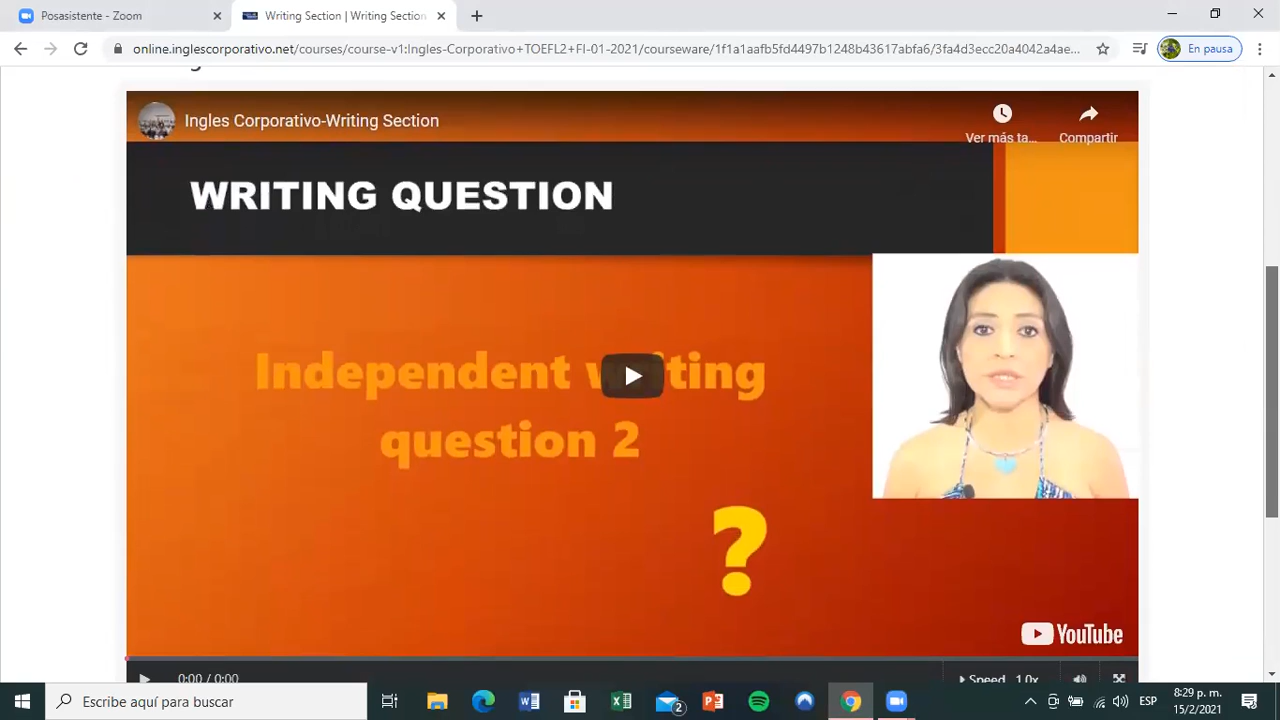 Posasistente - Zoom
Writing Section | Writing Section
online.inglescorporativo.net/courses/course-v1:Ingles-Corporativo+TOEFL2+FI-01-2021/courseware/1f1a1aafb5fd4497b1248b43617abfa6/3fa4d3ecc20a4042a4ae...
En pausa
Ingles Corporativo-Writing Section
Ver más ta...
Compartir
WRITING QUESTION
Independent writing
question 2
?
YouTube
0:00 / 0:00
Speed 1.0x
Escribe aquí para buscar
2
ESP
8:29 p. m.
15/2/2021